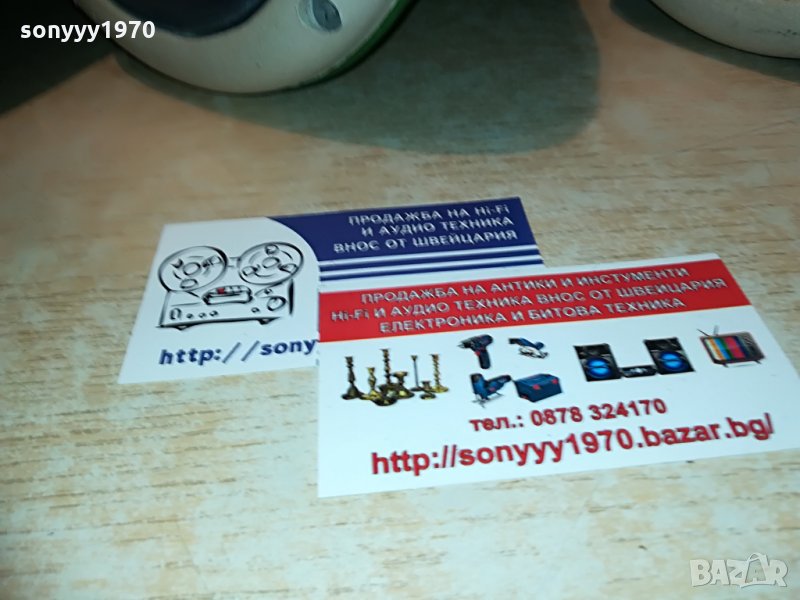 sonyyy1970
ПРОДАЖБА НА Hi-Fi
И АУДИО ТЕХНИКА
ВНОС ОТ ШВЕЙЦАРИЯ
http://sony
ПРОДАЖБА НА АНТИКИ И ИНСТУМЕНТИ
Hi-Fi И АУДИО ТЕХНИКА ВНОС ОТ ШВЕЙЦАРИЯ
ЕЛЕКТРОНИКА И БИТОВА ТЕХНИКА
тел.: 0878 324170
http://sonyyy1970.bazar.bg/
BAZAR